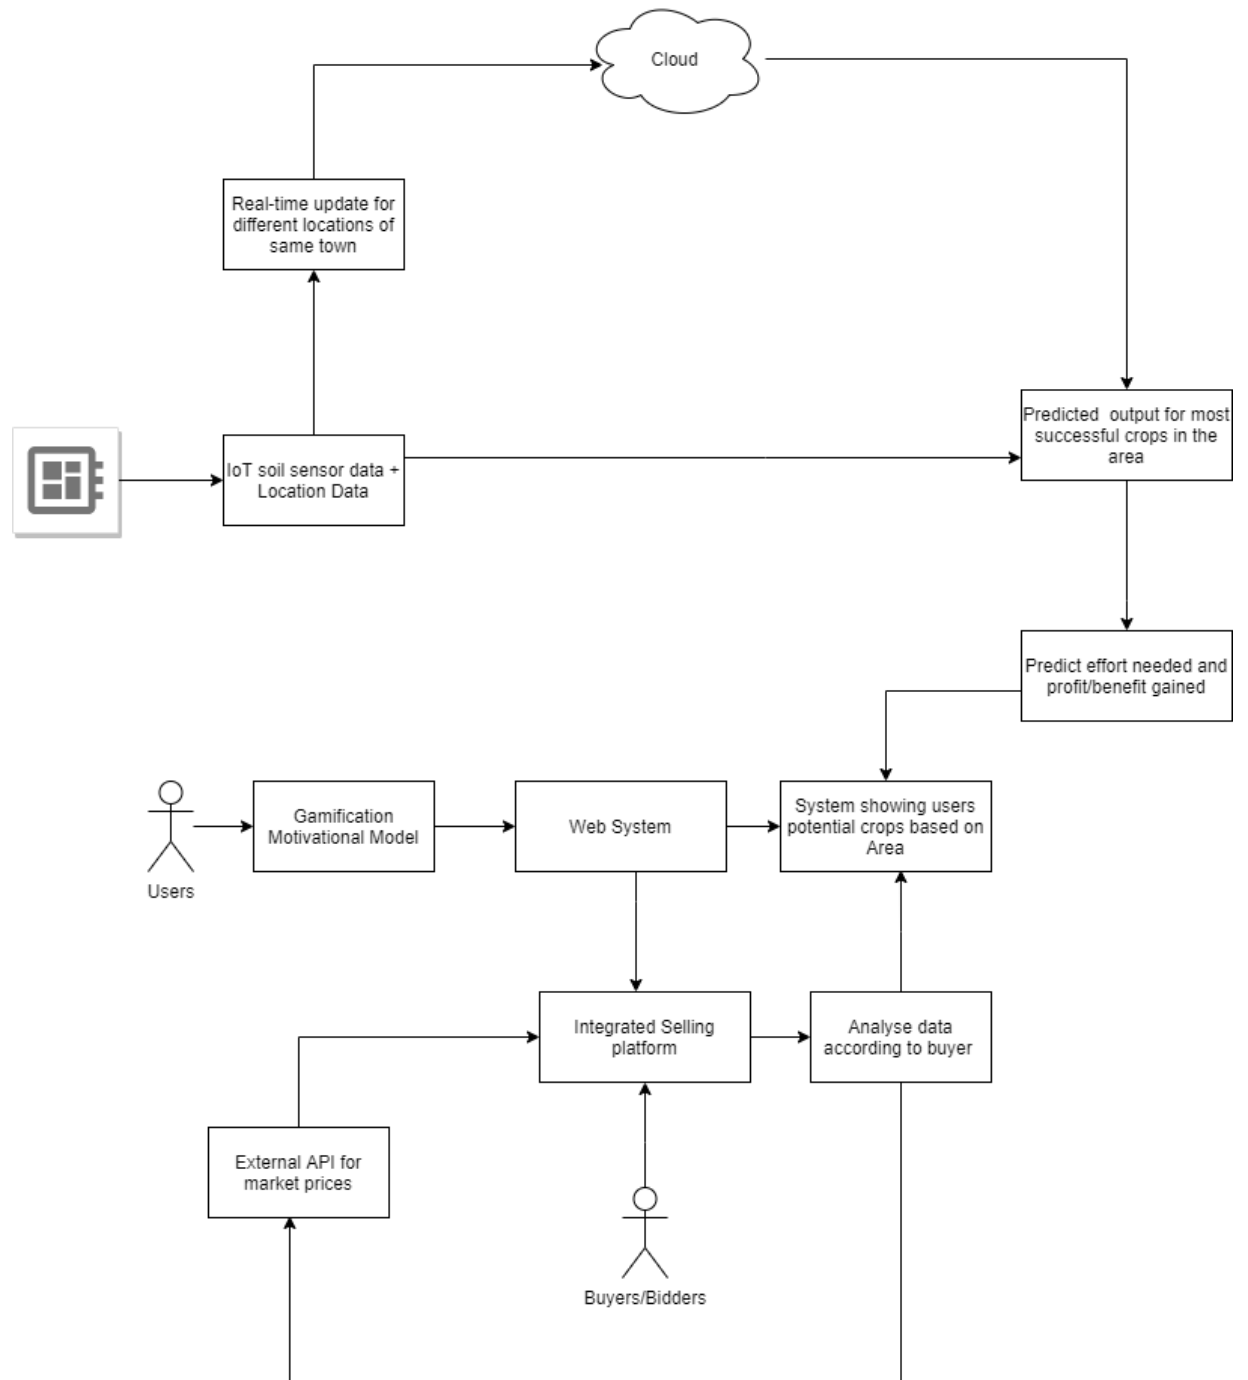 Cloud
Real-time update for
different locations of
same town
IoT soil sensor data +
Location Data
Predicted  output for most
successful crops in the
area
Predict effort needed and
profit/benefit gained
Users
Gamification
Motivational Model
Web System
System showing users
potential crops based on
Area
Integrated Selling
platform
Analyse data
according to buyer
External API for
market prices
Buyers/Bidders